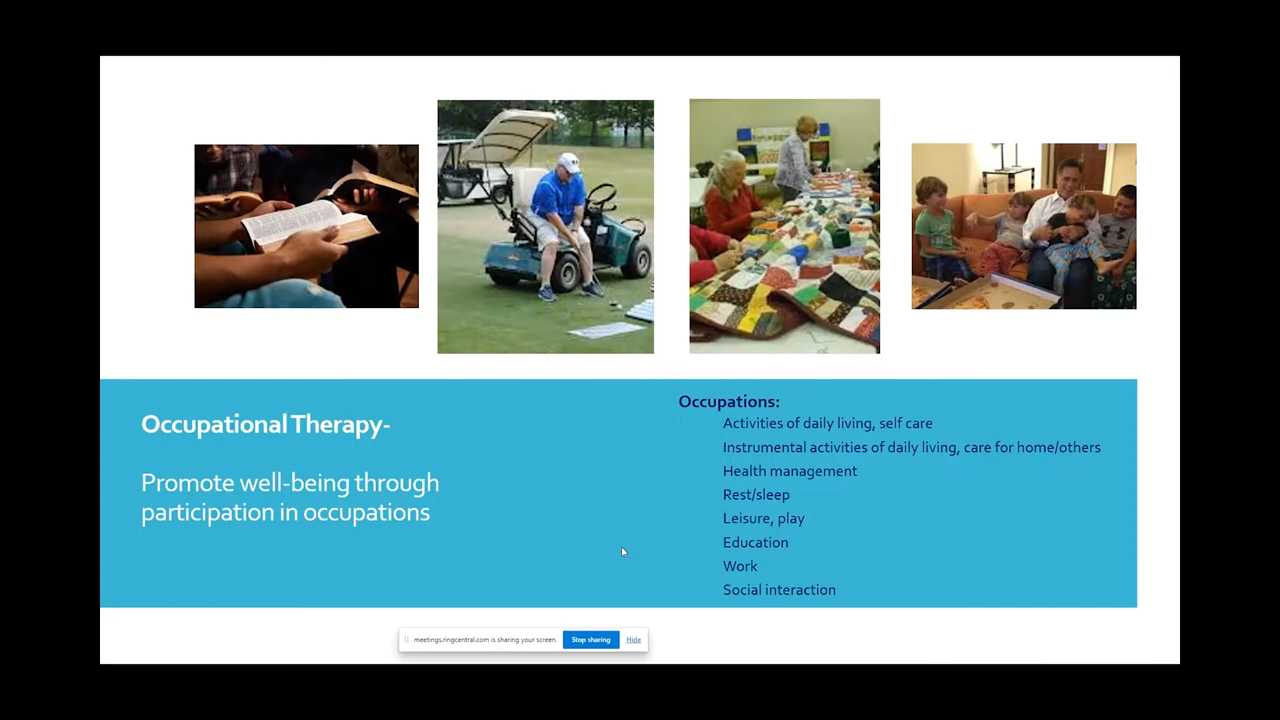 Occupational Therapy-
Promote well-being through
participation in occupations
Occupations:
Activities of daily living, self care
Instrumental activities of daily living, care for home/others
Health management
Rest/sleep
Leisure, play
Education
Work
Social interaction
meetings.ringcentral.com is sharing your screen.
Stop sharing
Hide